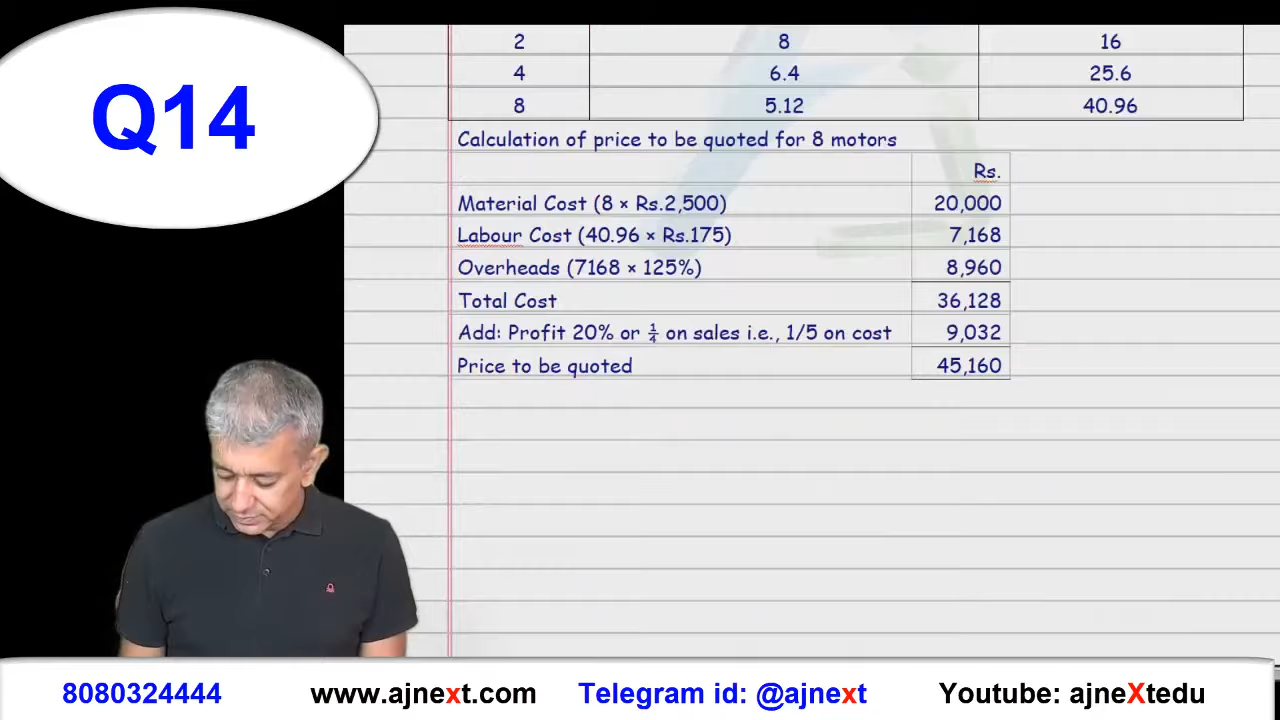 Q14
2 8 16
4 6.4 25.6
8 5.12 40.96
Calculation of price to be quoted for 8 motors
Rs.
Material Cost (8 × Rs.2,500) 20,000
Labour Cost (40.96 × Rs.175) 7,168
Overheads (7168 × 125%) 8,960
Total Cost 36,128
Add: Profit 20% or 1/4 on sales i.e., 1/5 on cost 9,032
Price to be quoted 45,160
8080324444 www.ajnext.com Telegram id: @ajnext Youtube: ajneXtedu